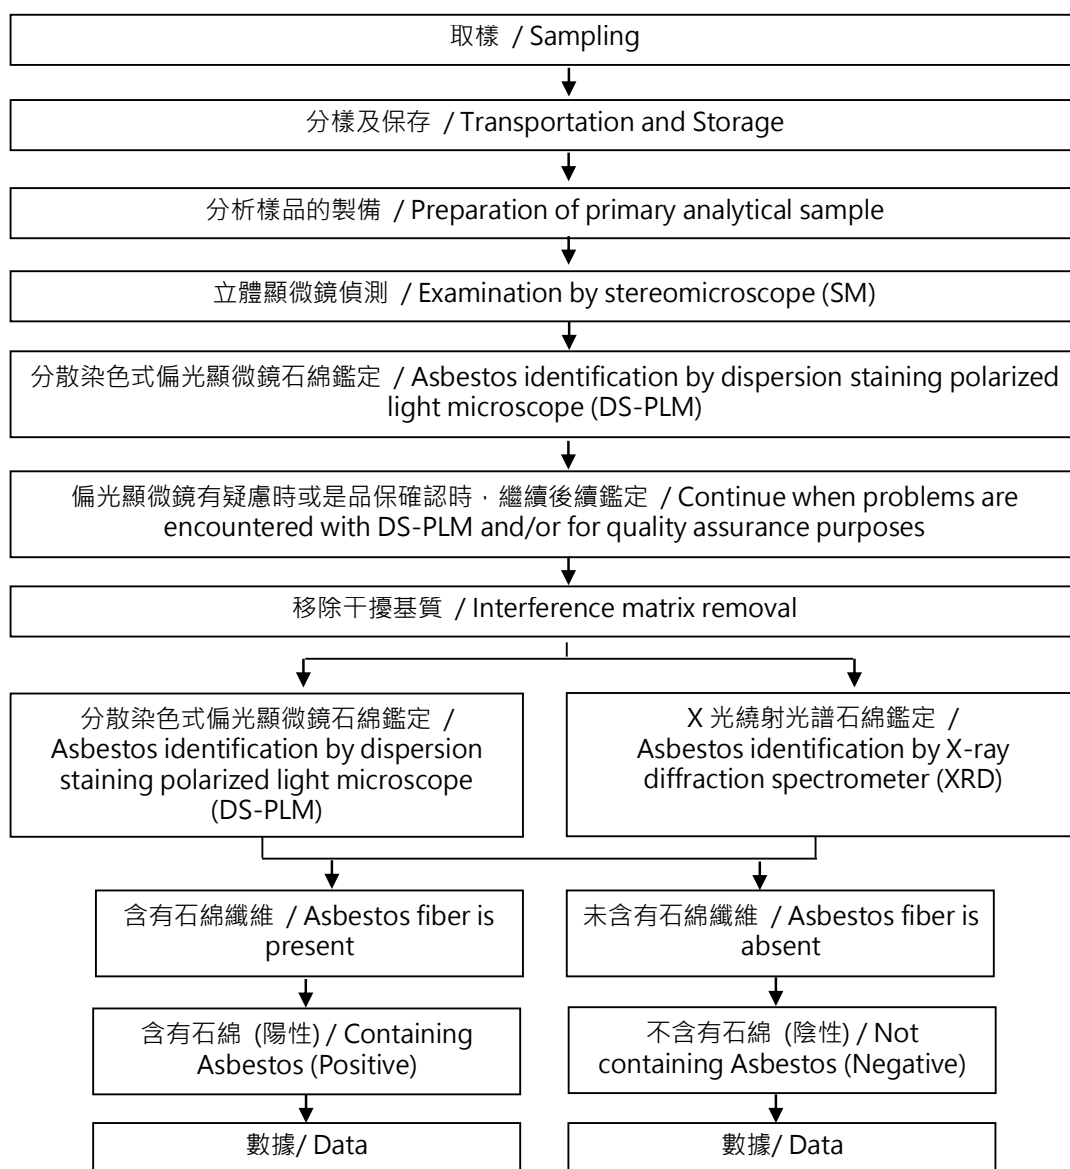 取樣 / Sampling
分樣及保存 / Transportation and Storage
分析樣品的製備 / Preparation of primary analytical sample
立體顯微鏡偵測 / Examination by stereomicroscope (SM)
分散染色式偏光顯微鏡石綿鑑定 / Asbestos identification by dispersion staining polarized
light microscope (DS-PLM)
偏光顯微鏡有疑慮時或是品保確認時，繼續後續鑑定 / Continue when problems are
encountered with DS-PLM and/or for quality assurance purposes
移除干擾基質 / Interference matrix removal
分散染色式偏光顯微鏡石綿鑑定 /
Asbestos identification by dispersion
staining polarized light microscope
(DS-PLM)
X 光繞射光譜石綿鑑定 /
Asbestos identification by X-ray
diffraction spectrometer (XRD)
含有石綿纖維 / Asbestos fiber is
present
未含有石綿纖維 / Asbestos fiber is
absent
含有石綿 (陽性) / Containing
Asbestos (Positive)
不含有石綿 (陰性) / Not
containing Asbestos (Negative)
數據/ Data
數據/ Data